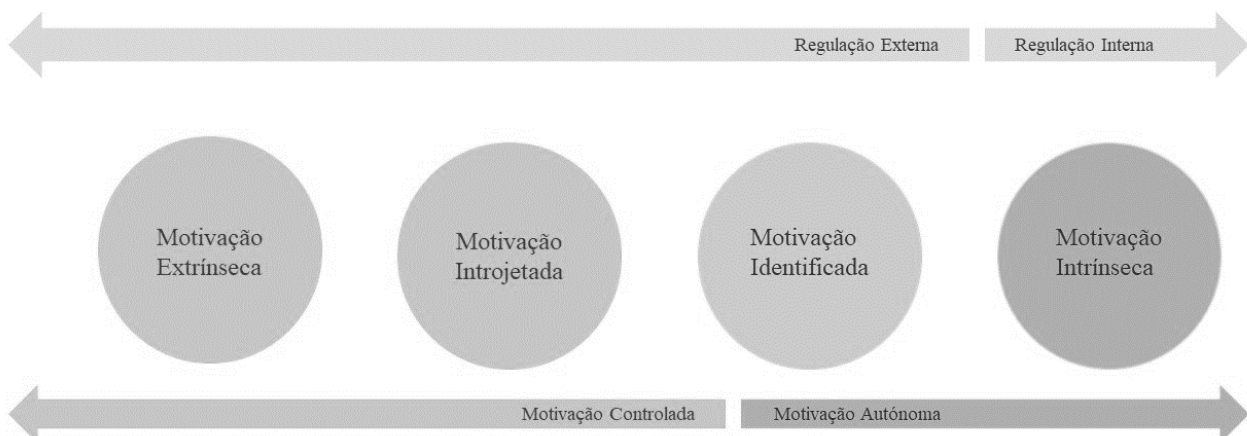 Regulação Externa
Regulação Interna
Motivação
Extrínseca
Motivação
Introjetada
Motivação
Identificada
Motivação
Intrínseca
Motivação Controlada
Motivação Autónoma